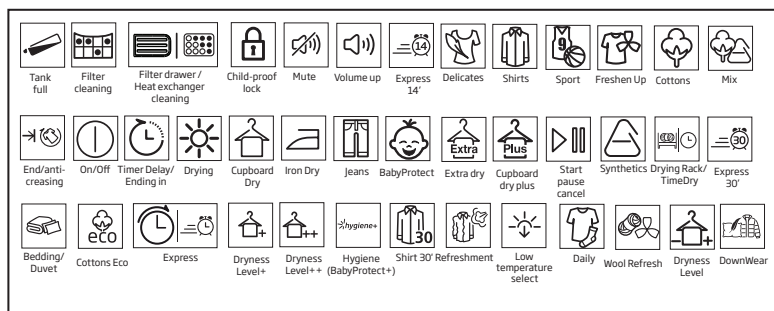 14
9
Tank full
Filter cleaning
Filter drawer / Heat exchanger cleaning
Child-proof lock
Mute
Volume up
Express 14'
Delicates
Shirts
Sport
Freshen Up
Cottons
Mix
Extra
Plus
30
End/anti-creasing
On/Off
Timer Delay/ Ending in
Drying
Cupboard Dry
Iron Dry
Jeans
BabyProtect
Extra dry
Cupboard dry plus
Start pause cancel
Synthetics
Drying Rack/ TimeDry
Express 30'
eco
+
++
hygiene+
30
- +
Bedding/ Duvet
Cottons Eco
Express
Dryness Level+
Dryness Level++
Hygiene (BabyProtect+)
Shirt 30'
Refreshment
Low temperature select
Daily
Wool Refresh
Dryness Level
DownWear